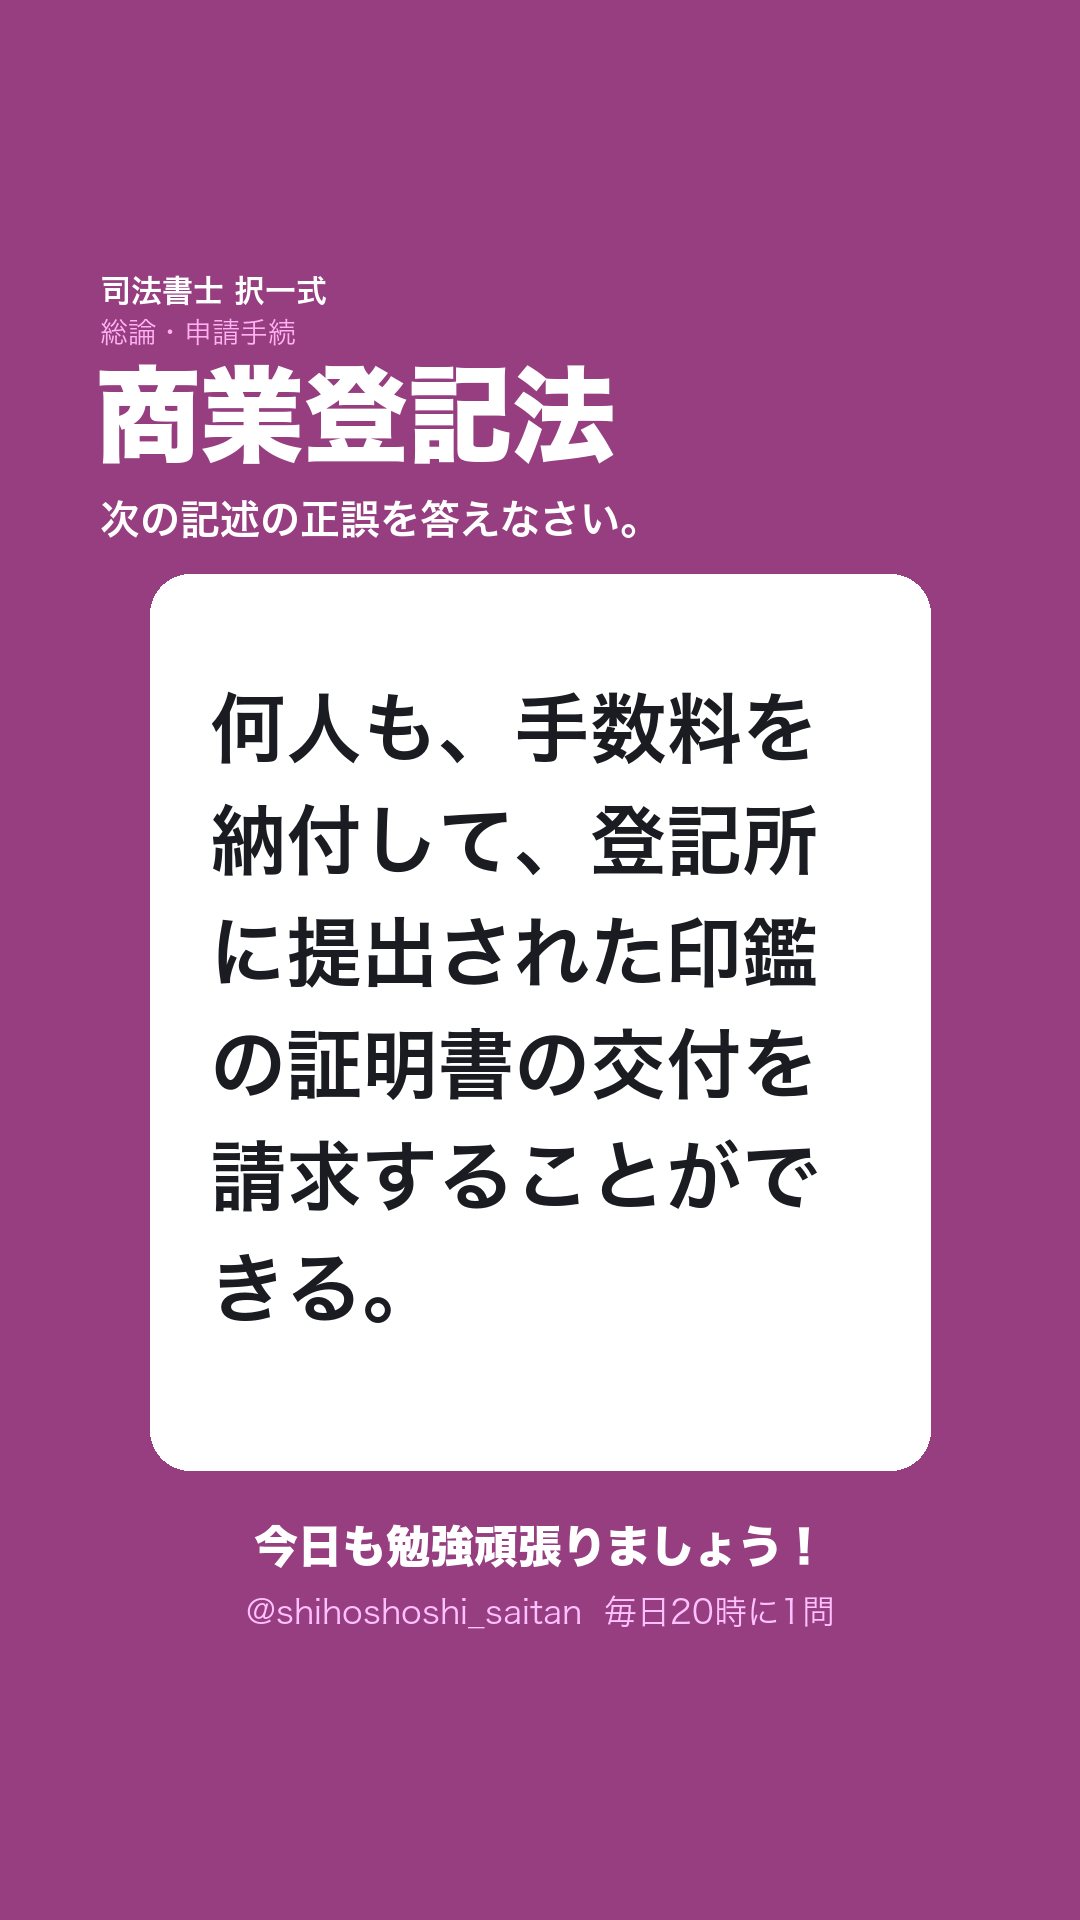 司法書士 択一式
総論・申請手続
商業登記法
次の記述の正誤を答えなさい。
何人も、手数料を
納付して、登記所
に提出された印鑑
の証明書の交付を
請求することがで
きる。
今日も勉強頑張りましょう！
@shihoshoshi_saitan 毎日20時に1問